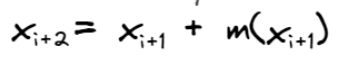 x_{i+2} = x_{i+1} + m(x_{i+1})